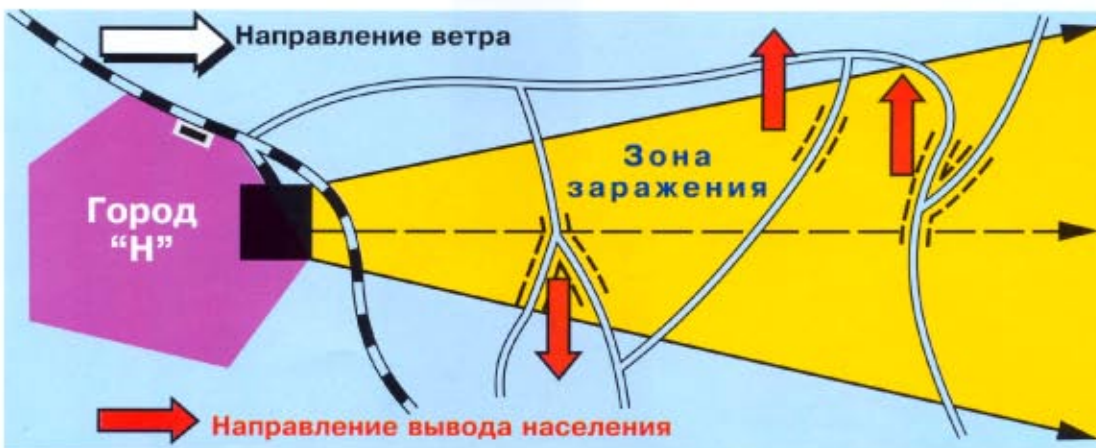 Направление ветра
Город
“Н”
Зона
заражения
Направление вывода населения